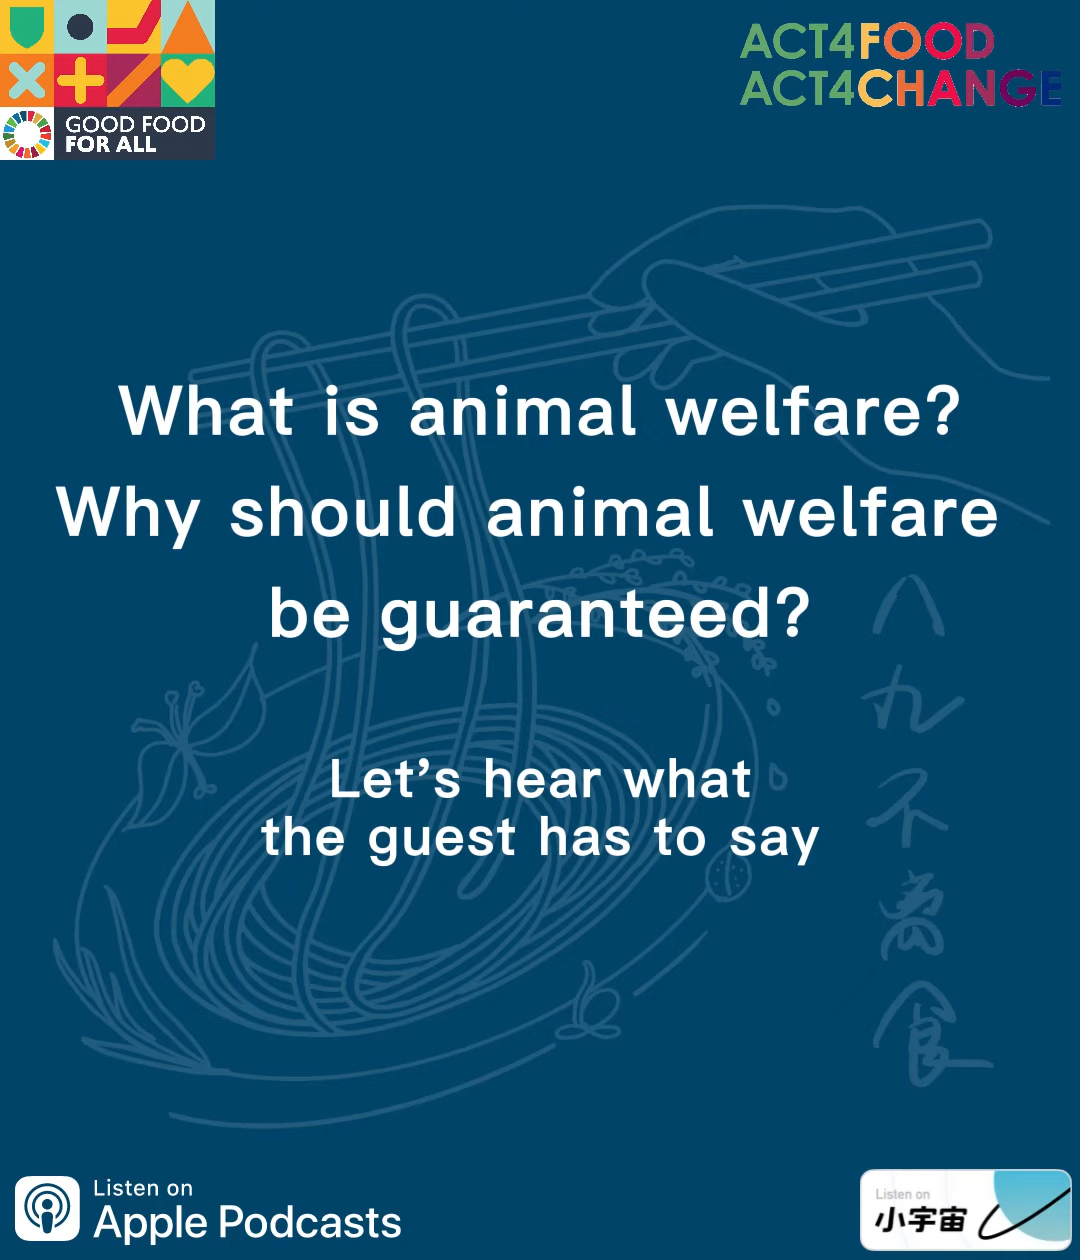 GOOD FOOD
FOR ALL
ACT4FOOD
ACT4CHANGE
What is animal welfare?
Why should animal welfare
be guaranteed?
Let’s hear what
the guest has to say
八
九
不
离
食
Listen on
Apple Podcasts
Listen on
小宇宙